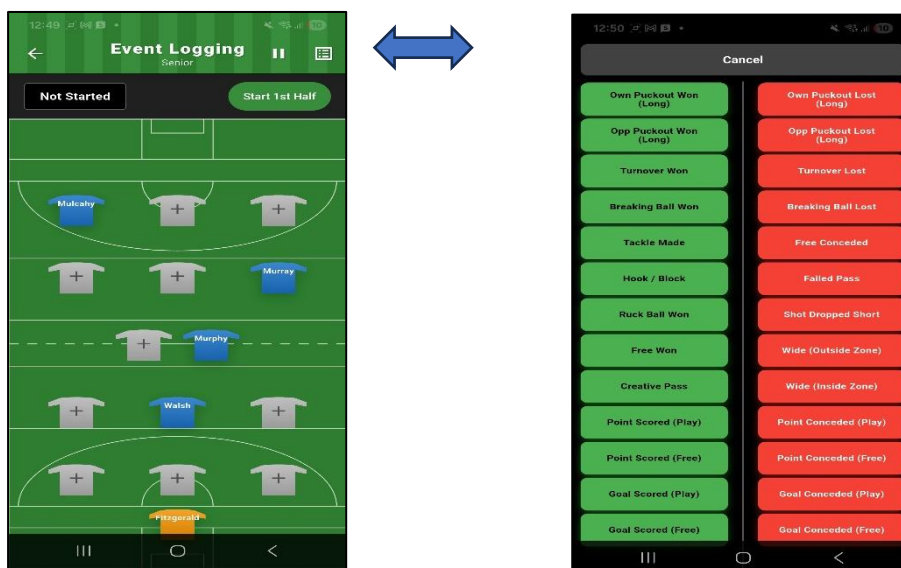 12:49
10
Event Logging
Senior
Not Started
Start 1st Half
Mulcahy
Murray
Murphy
Walsh
Fitzgerald
12:50
10
Cancel
Own Puckout Won
(Long)
Own Puckout Lost
(Long)
Opp Puckout Won
(Long)
Opp Puckout Lost
(Long)
Turnover Won
Turnover Lost
Breaking Ball Won
Breaking Ball Lost
Tackle Made
Free Conceded
Hook / Block
Failed Pass
Ruck Ball Won
Shot Dropped Short
Free Won
Wide (Outside Zone)
Creative Pass
Wide (Inside Zone)
Point Scored (Play)
Point Conceded (Play)
Point Scored (Free)
Point Conceded (Free)
Goal Scored (Play)
Goal Conceded (Play)
Goal Scored (Free)
Goal Conceded (Free)